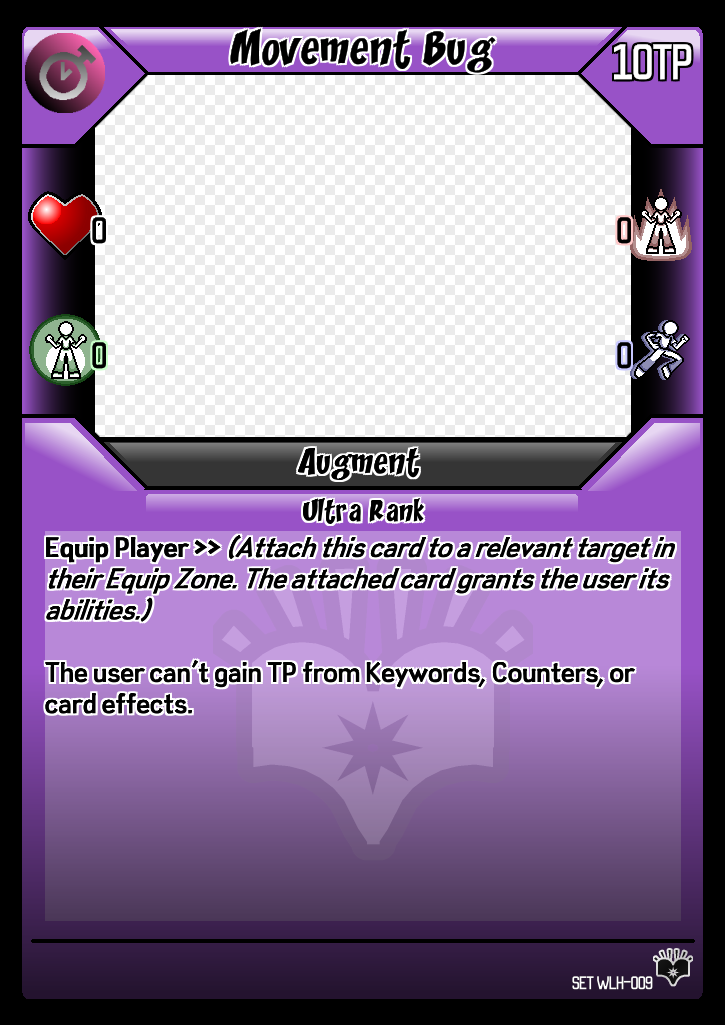 Movement Bug
10TP
0
0
0
0
Augment
Ultra Rank
Equip Player >> (Attach this card to a relevant target in
their Equip Zone. The attached card grants the user its
abilities.)
The user can't gain TP from Keywords, Counters, or
card effects.
SET WLH-009